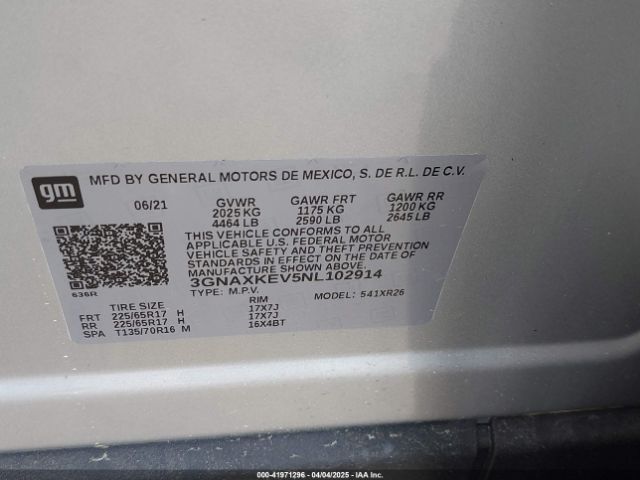 gm
MFD BY GENERAL MOTORS DE MEXICO, S. DE R.L. DE C.V.
06/21 GVWR GAWR FRT GAWR RR
2025 KG 1175 KG 1200 KG
4464 LB 2590 LB 2645 LB
THIS VEHICLE CONFORMS TO ALL
APPLICABLE U.S. FEDERAL MOTOR
VEHICLE SAFETY AND THEFT PREVENTION
STANDARDS IN EFFECT ON THE DATE OF
MANUFACTURE SHOWN ABOVE.
3GNAXKEV5NL102914
636R
TYPE: M.P.V. MODEL: 541XR26
TIRE SIZE RIM
FRT 225/65R17 H 17X7J
RR 225/65R17 H 17X7J
SPA T135/70R16 M 16X4BT
000-41971296 - 04/04/2025 - Copyright IAA, Inc.